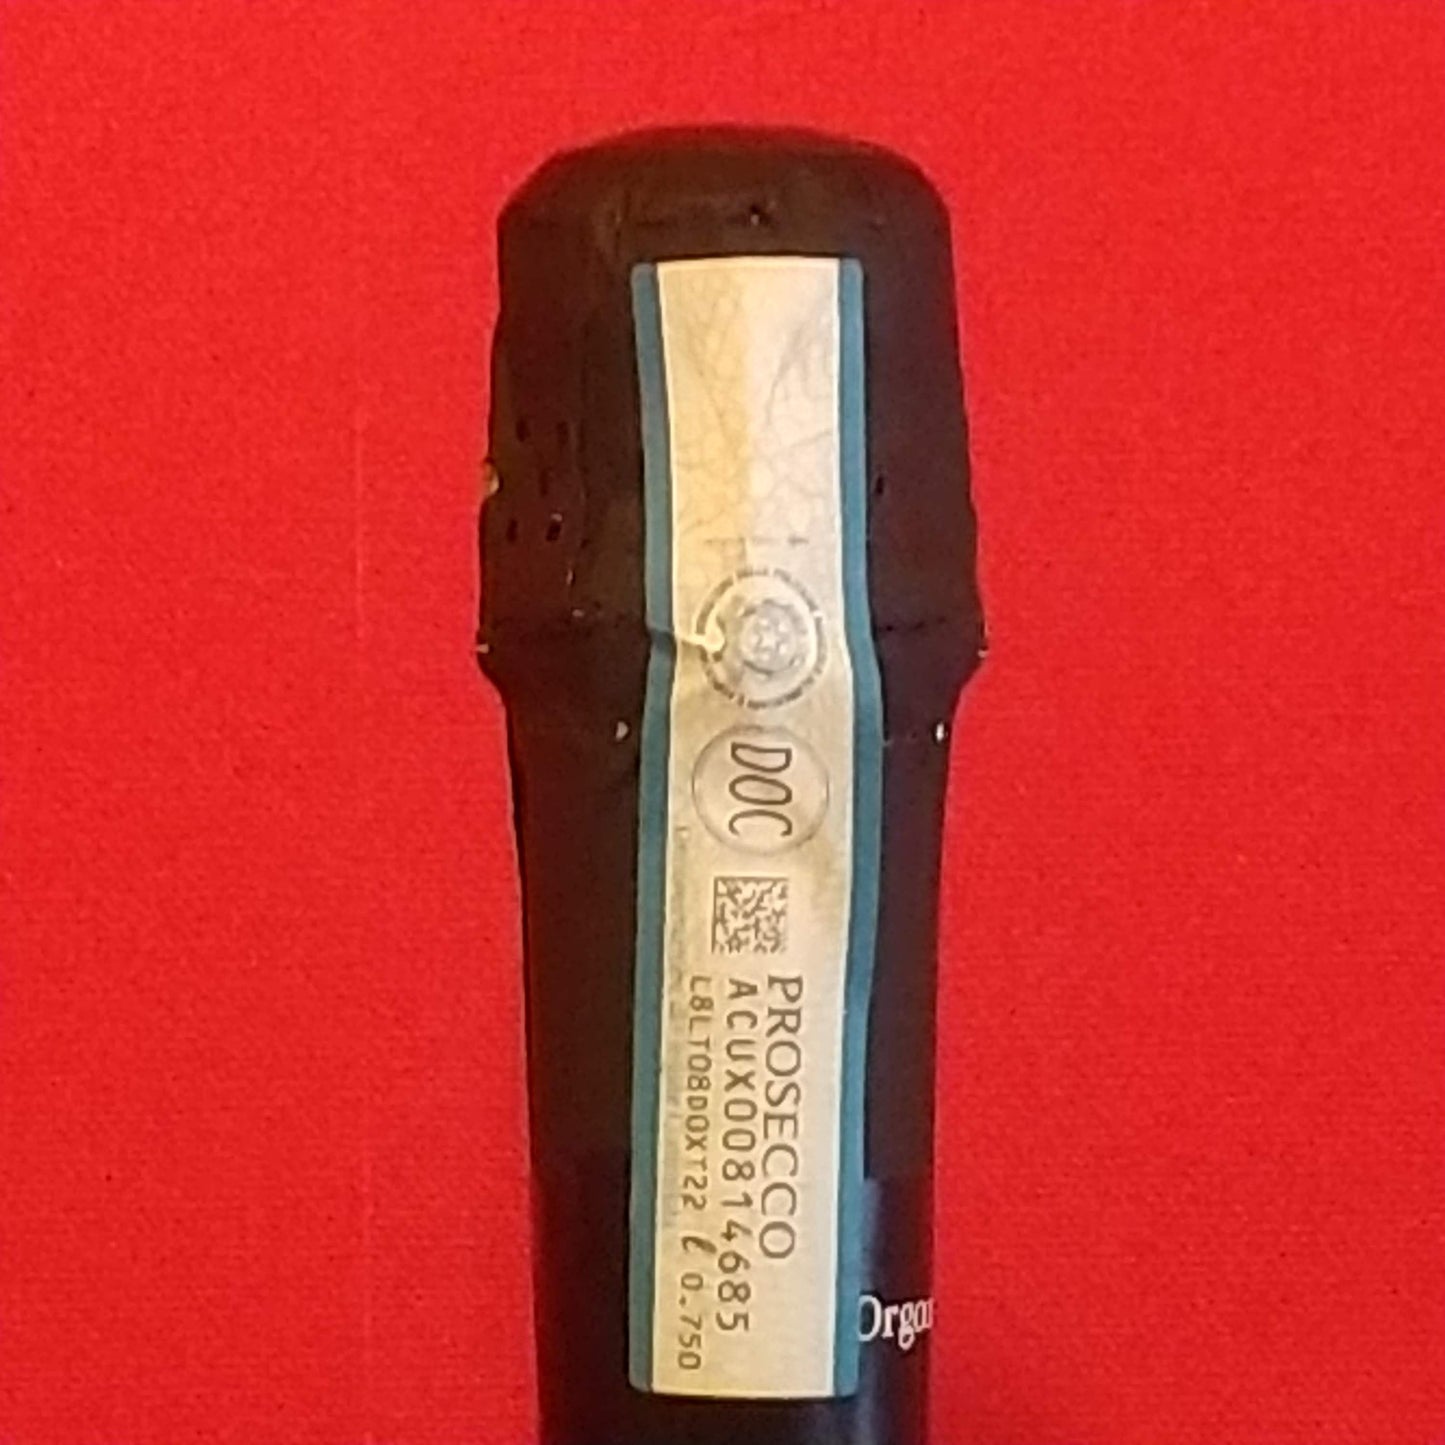 DOC
PROSECCO
ACUX00814685
L8LT08D0XT22 ℓ 0.750
Orga